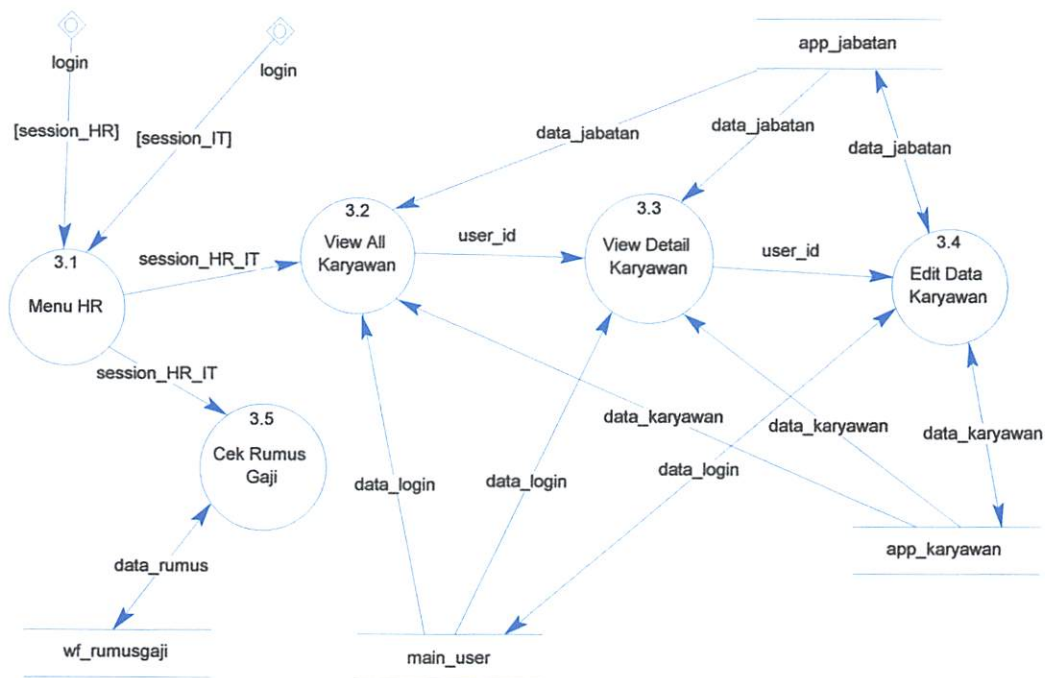 app_jabatan
login
login
[session_HR]
[session_IT]
data_jabatan
data_jabatan
data_jabatan
3.1
Menu HR
session_HR_IT
3.2
View All
Karyawan
user_id
3.3
View Detail
Karyawan
user_id
3.4
Edit Data
Karyawan
session_HR_IT
3.5
Cek Rumus
Gaji
data_karyawan
data_karyawan
data_karyawan
data_login
data_login
data_login
data_rumus
app_karyawan
wf_rumusgaji
main_user